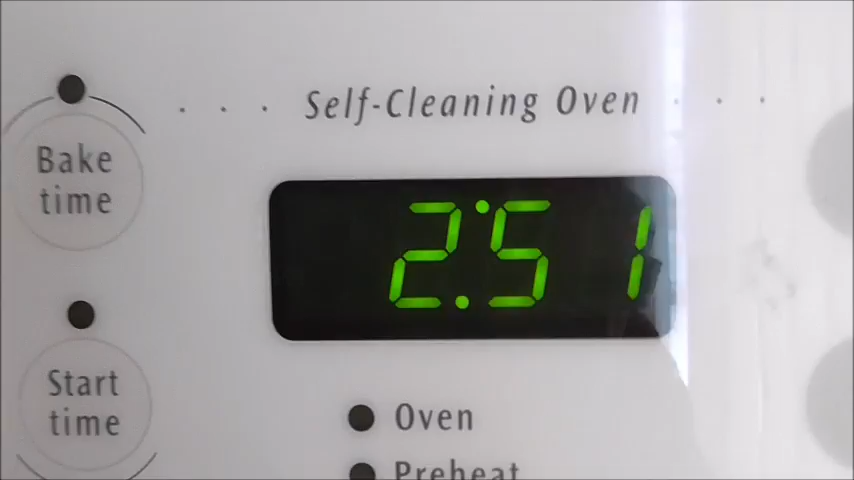 Self-Cleaning Oven
Bake
time
2:51
Start
time
Oven
Preheat